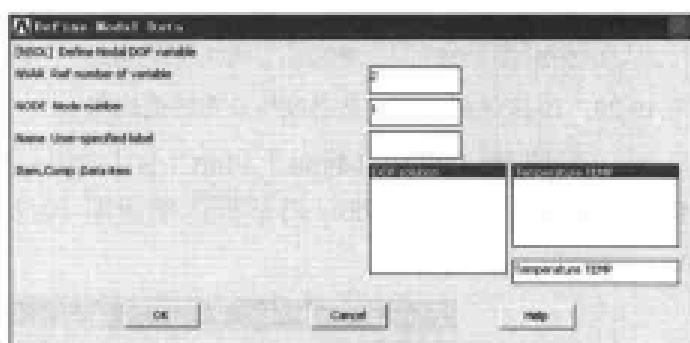 Define Nodal Data
[NSOL] Define Nodal DOF variable
NVAR Ref number of variable
2
NODE Node number
1
Name User-specified label
Item,Comp Data item
DOF solution
Temperature TEMP
Temperature TEMP
OK
Cancel
Help